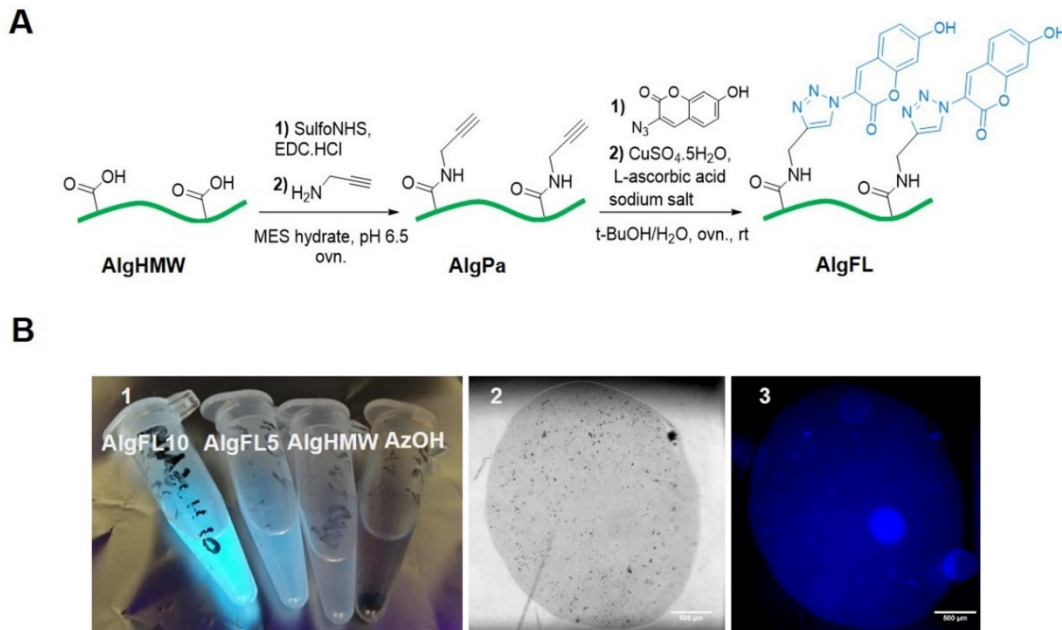 A
OH
OH
1) SulfoNHS,
EDC.HCl
2) H₂N
MES hydrate, pH 6.5
ovn.
O
OH
O
OH
AlgHMW
O
NH
O
NH
AlgPa
1)
O
O
OH
N₃
2) CuSO₄.5H₂O,
L-ascorbic acid
sodium salt
t-BuOH/H₂O, ovn., rt
N
N
N
O
O
N
N
N
O
O
O
NH
O
NH
AlgFL
B
1
AlgFL10
AlgFL5
AlgHMW
AzOH
2
3
500 µm